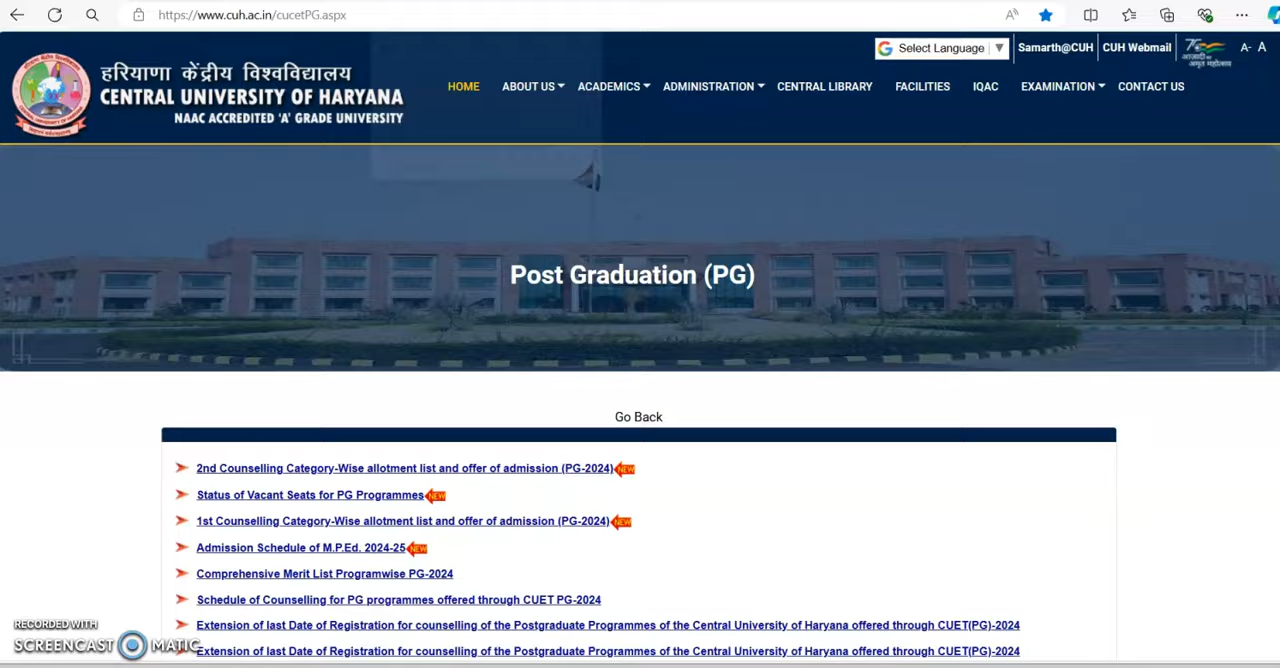 https://www.cuh.ac.in/cucetPG.aspx
Select Language
Samarth@CUH
CUH Webmail
A- A
हरियाणा केंद्रीय विश्वविद्यालय
CENTRAL UNIVERSITY OF HARYANA
NAAC ACCREDITED 'A' GRADE UNIVERSITY
HOME ABOUT US ACADEMICS ADMINISTRATION CENTRAL LIBRARY FACILITIES IQAC EXAMINATION CONTACT US
Post Graduation (PG)
Go Back
2nd Counselling Category-Wise allotment list and offer of admission (PG-2024) NEW
Status of Vacant Seats for PG Programmes NEW
1st Counselling Category-Wise allotment list and offer of admission (PG-2024) NEW
Admission Schedule of M.P.Ed. 2024-25 NEW
Comprehensive Merit List Programwise PG-2024
Schedule of Counselling for PG programmes offered through CUET PG-2024
Extension of last Date of Registration for counselling of the Postgraduate Programmes of the Central University of Haryana offered through CUET(PG)-2024
Extension of last Date of Registration for counselling of the Postgraduate Programmes of the Central University of Haryana offered through CUET(PG)-2024
RECORDED WITH
SCREENCAST MATIC